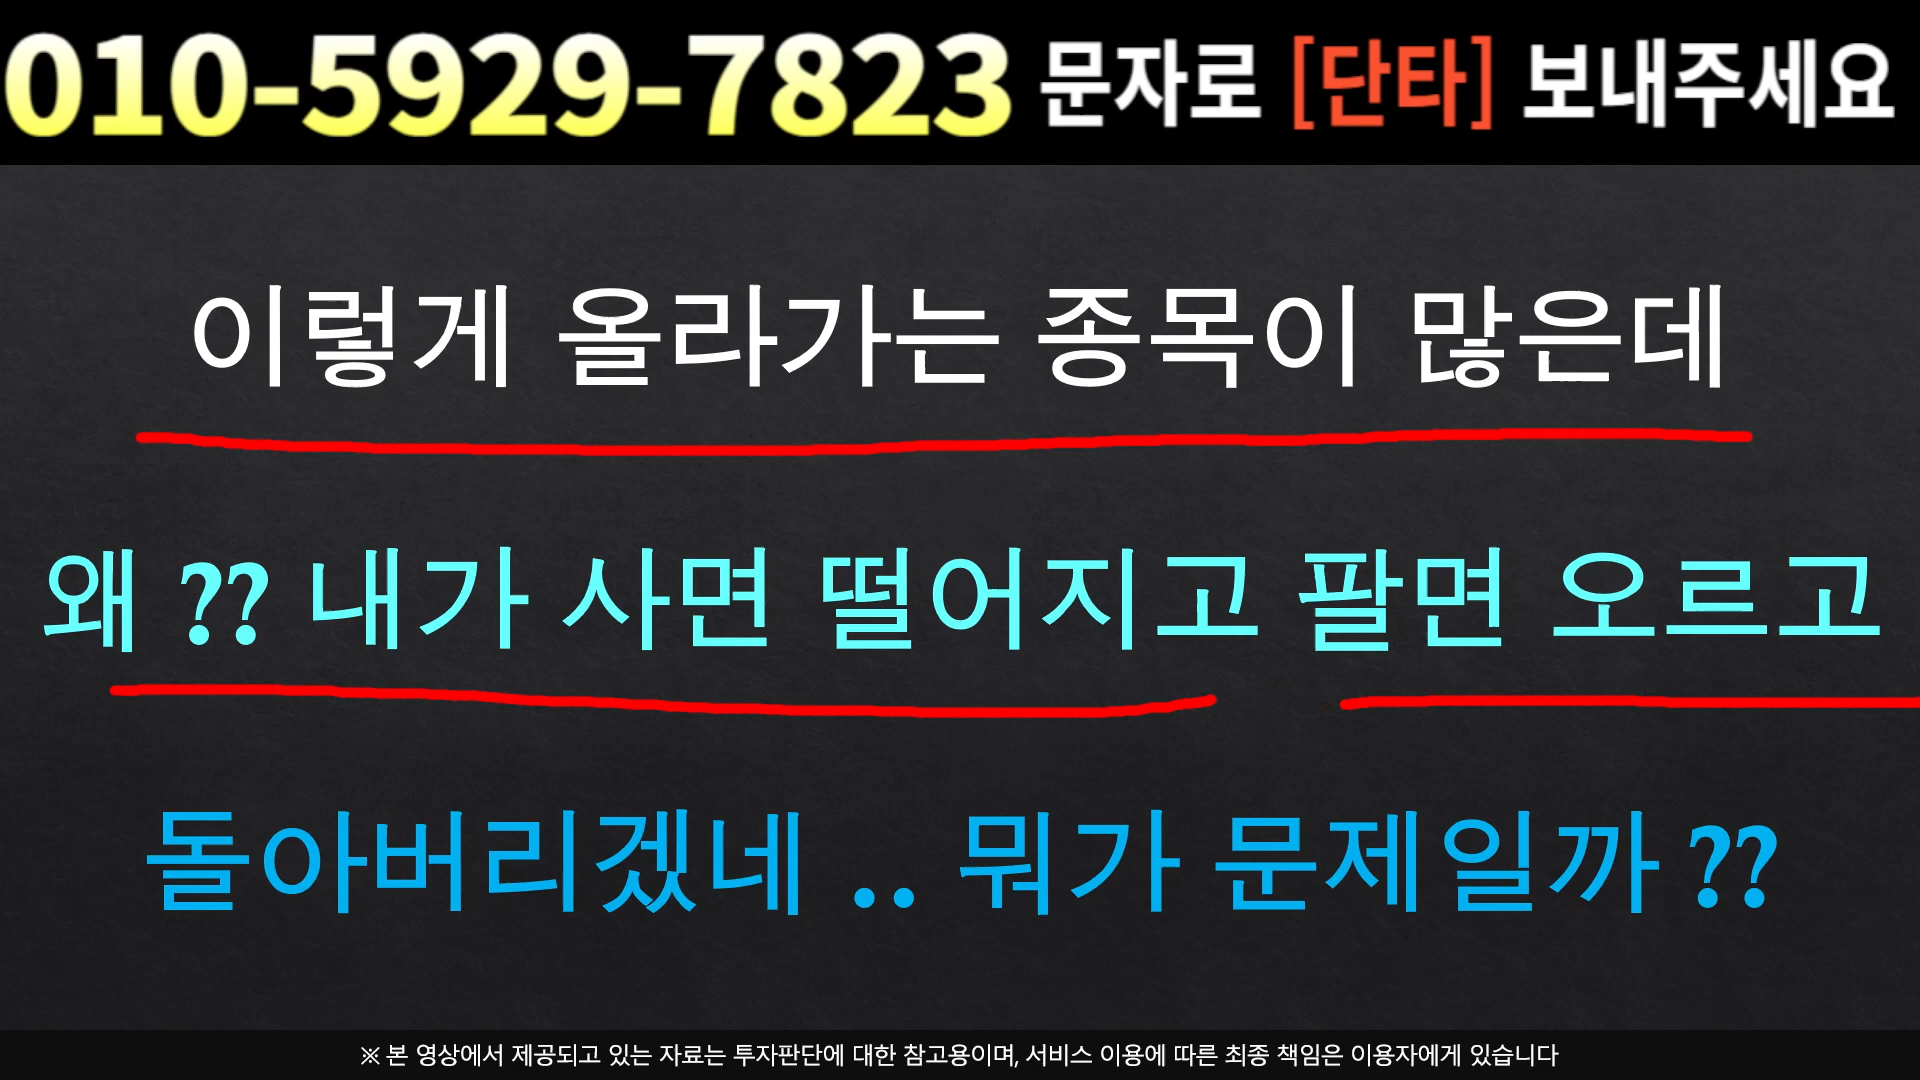 010-5929-7823 문자로 [단타] 보내주세요
이렇게 올라가는 종목이 많은데
왜 ?? 내가 사면 떨어지고 팔면 오르고
돌아버리겠네 .. 뭐가 문제일까 ??
※ 본 영상에서 제공되고 있는 자료는 투자판단에 대한 참고용이며, 서비스 이용에 따른 최종 책임은 이용자에게 있습니다